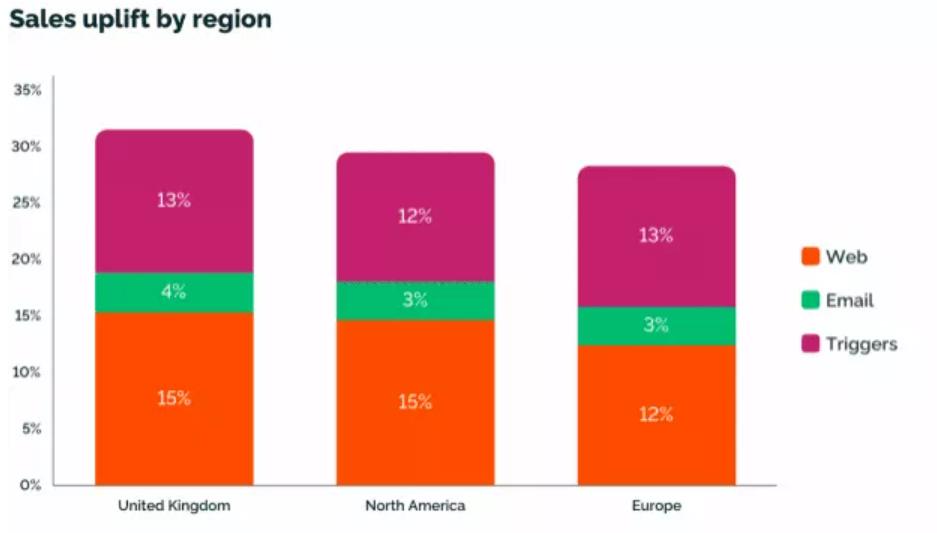 Sales uplift by region
35%
30%
25%
20%
15%
10%
5%
0%
13%
4%
15%
12%
3%
15%
13%
3%
12%
United Kingdom
North America
Europe
Web
Email
Triggers